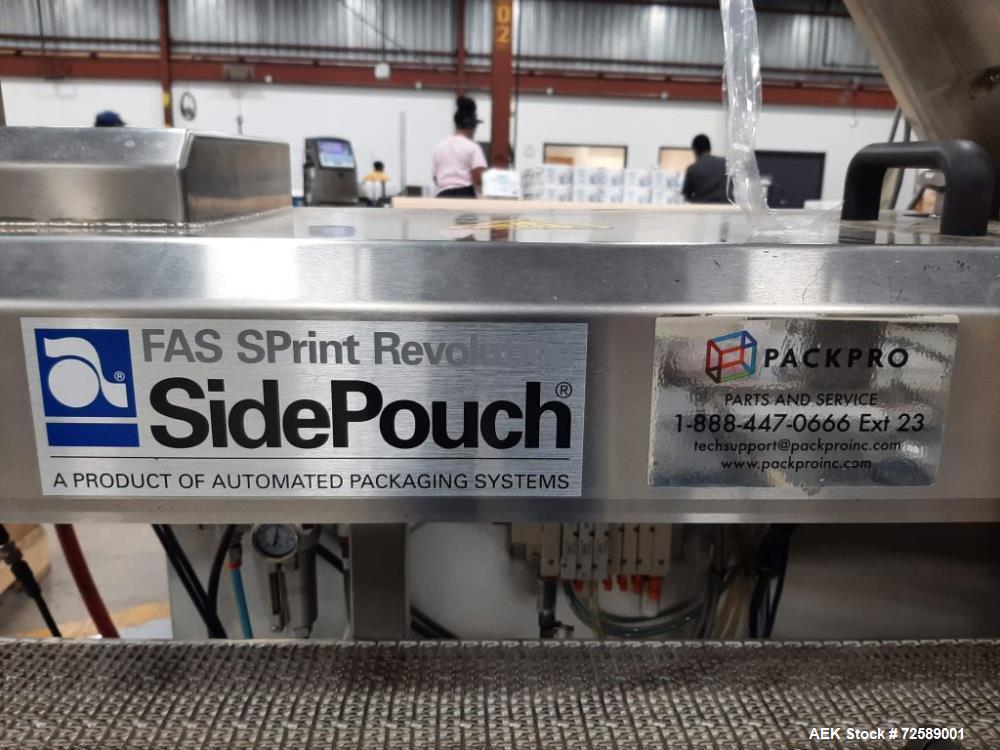 02
FAS SPrint
SidePouch®
A PRODUCT OF AUTOMATED PACKAGING SYSTEMS
a®
PACKPRO
PARTS AND SERVICE
1-888-447-0666 Ext 23
techsupport@packproinc.com
www.packproinc.com
AEK Stock # 72589001